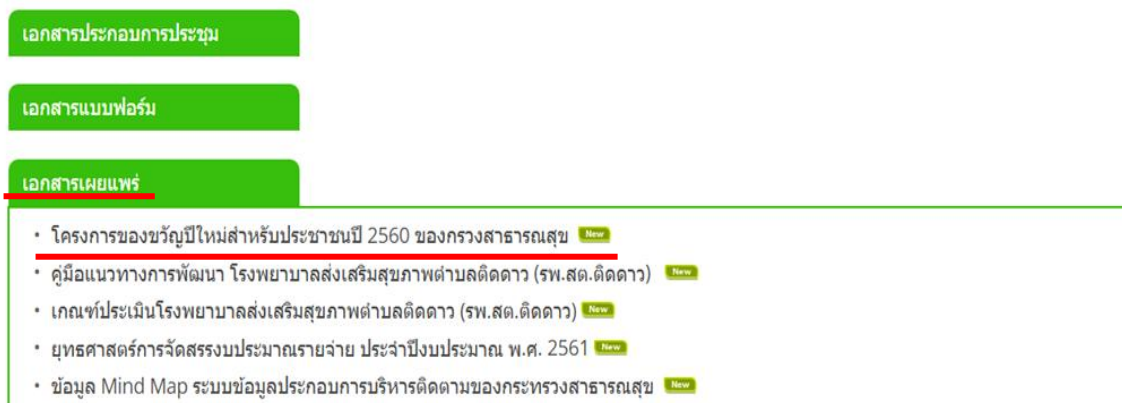 เอกสารประกอบการประชุม
เอกสารแบบฟอร์ม
เอกสารเผยแพร่
• โครงการของขวัญปีใหม่สำหรับประชาชนปี 2560 ของกรวงสาธารณสุข New
• คู่มือแนวทางการพัฒนา โรงพยาบาลส่งเสริมสุขภาพตำบลติดดาว (รพ.สต.ติดดาว) New
• เกณฑ์ประเมินโรงพยาบาลส่งเสริมสุขภาพตำบลติดดาว (รพ.สต.ติดดาว) New
• ยุทธศาสตร์การจัดสรรงบประมาณรายจ่าย ประจำปีงบประมาณ พ.ศ. 2561 New
• ข้อมูล Mind Map ระบบข้อมูลประกอบการบริหารติดตามของกระทรวงสาธารณสุข New